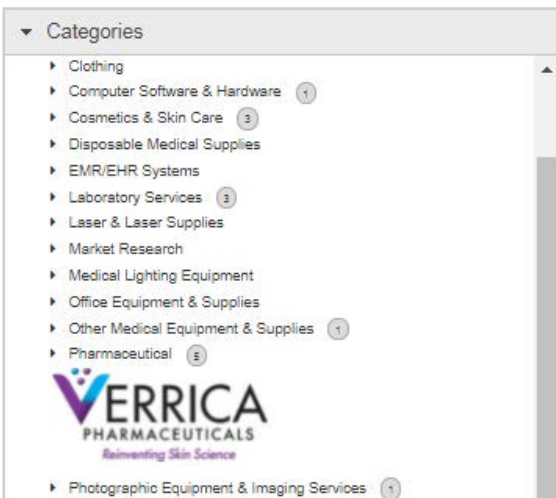 Categories
Clothing
Computer Software & Hardware 1
Cosmetics & Skin Care 3
Disposable Medical Supplies
EMR/EHR Systems
Laboratory Services 3
Laser & Laser Supplies
Market Research
Medical Lighting Equipment
Office Equipment & Supplies
Other Medical Equipment & Supplies 1
Pharmaceutical 5
VERRICA
PHARMACEUTICALS
Reinventing Skin Science
Photographic Equipment & Imaging Services 1